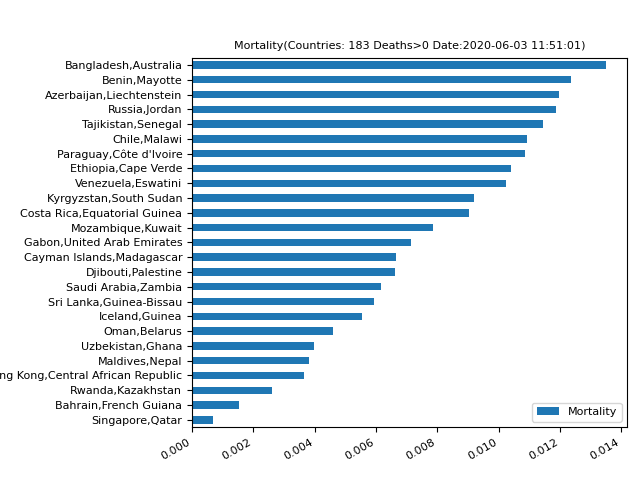 Mortality(Countries: 183 Deaths>0 Date:2020-06-03 11:51:01)
Bangladesh,Australia
Benin,Mayotte
Azerbaijan,Liechtenstein
Russia,Jordan
Tajikistan,Senegal
Chile,Malawi
Paraguay,Côte d'Ivoire
Ethiopia,Cape Verde
Venezuela,Eswatini
Kyrgyzstan,South Sudan
Costa Rica,Equatorial Guinea
Mozambique,Kuwait
Gabon,United Arab Emirates
Cayman Islands,Madagascar
Djibouti,Palestine
Saudi Arabia,Zambia
Sri Lanka,Guinea-Bissau
Iceland,Guinea
Oman,Belarus
Uzbekistan,Ghana
Maldives,Nepal
ng Kong,Central African Republic
Rwanda,Kazakhstan
Bahrain,French Guiana
Singapore,Qatar
Mortality
0.000 0.002 0.004 0.006 0.008 0.010 0.012 0.014